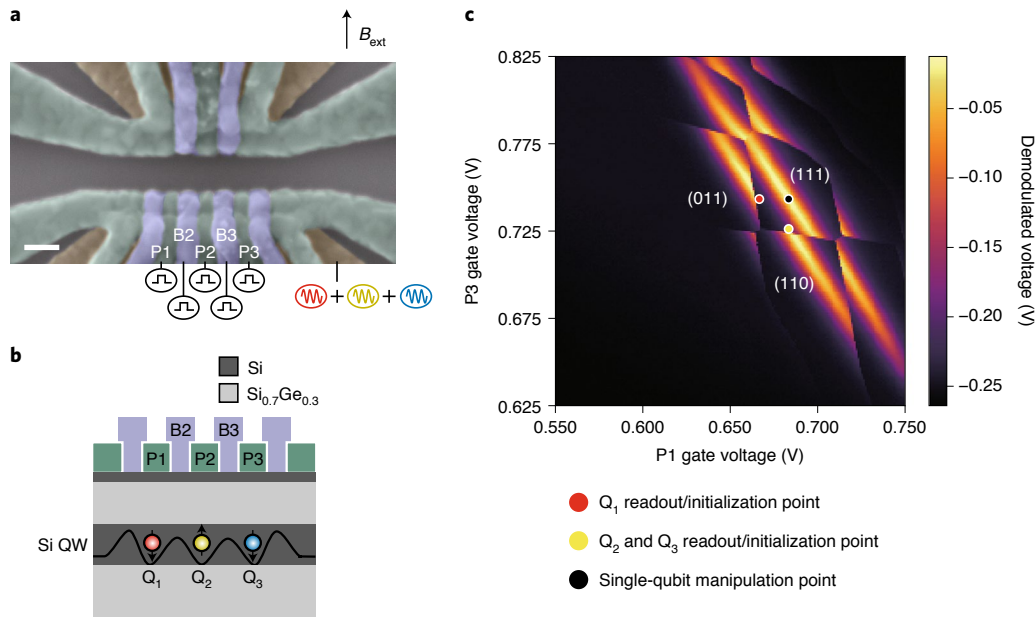 a
B_ext
B2
B3
P1
P2
P3
b
Si
Si0.7Ge0.3
B2
B3
P1
P2
P3
Si QW
Q1
Q2
Q3
c
P3 gate voltage (V)
0.825
0.775
0.725
0.675
0.625
(011)
(111)
(110)
0.550
0.600
0.650
0.700
0.750
P1 gate voltage (V)
−0.05
−0.10
−0.15
−0.20
−0.25
Demodulated voltage (V)
Q1 readout/initialization point
Q2 and Q3 readout/initialization point
Single-qubit manipulation point